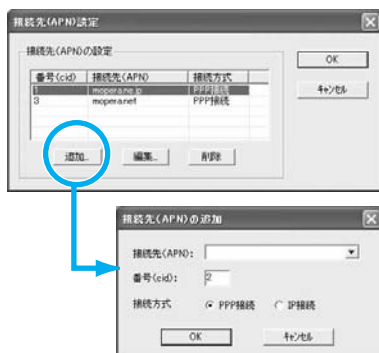 接続先(APN)設定
接続先(APN)の設定
番号(cid) 接続先(APN) 接続方式
1 mopera.ne.jp PPP接続
3 mopera.net PPP接続
追加... 編集... 削除
OK
キャンセル
接続先(APN)の追加
接続先(APN):
番号(cid): 2
接続方式 PPP接続 IP接続
OK キャンセル